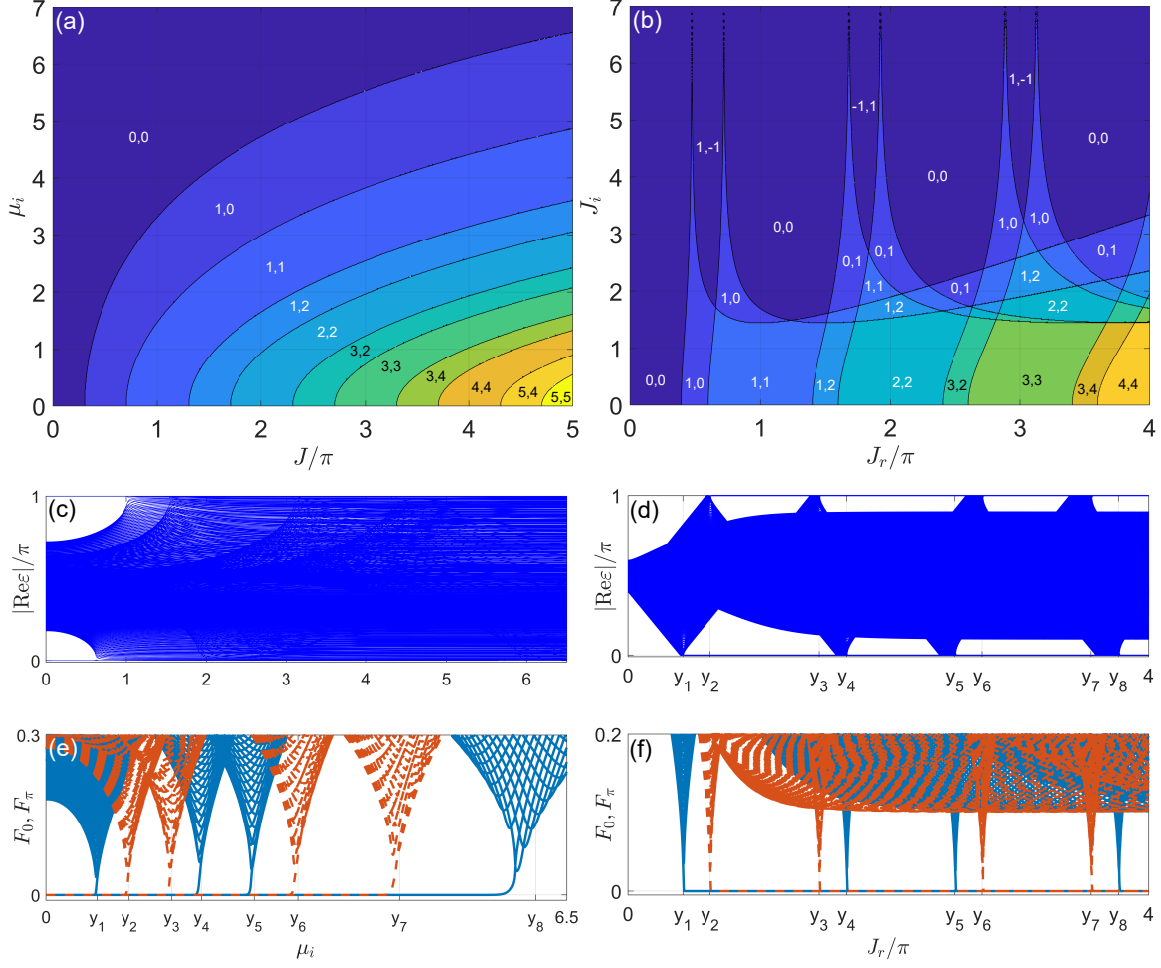 (a)
7
6
5
4
3
2
1
0
μ_i
0,0
1,0
1,1
1,2
2,2
3,2
3,3
3,4
4,4
5,4
5,5
0 1 2 3 4 5
J/π
(b)
7
6
5
4
3
2
1
0
J_i
1,-1
-1,1
1,-1
0,0
0,0
0,0
1,0
0,1
0,1
1,0
1,0
0,1
1,0
1,1
1,2
0,1
1,2
2,2
0,0
1,0
1,1
1,2
2,2
3,2
3,3
3,4
4,4
0 1 2 3 4
J_r/π
(c)
1
0
|Reε|/π
0 1 2 3 4 5 6
(d)
1
0
|Reε|/π
0 y_1 y_2 y_3 y_4 y_5 y_6 y_7 y_8 4
(e)
0.3
0
F_0, F_π
0 y_1 y_2 y_3 y_4 y_5 y_6 y_7 y_8 6.5
μ_i
(f)
0.2
0
F_0, F_π
0 y_1 y_2 y_3 y_4 y_5 y_6 y_7 y_8 4
J_r/π